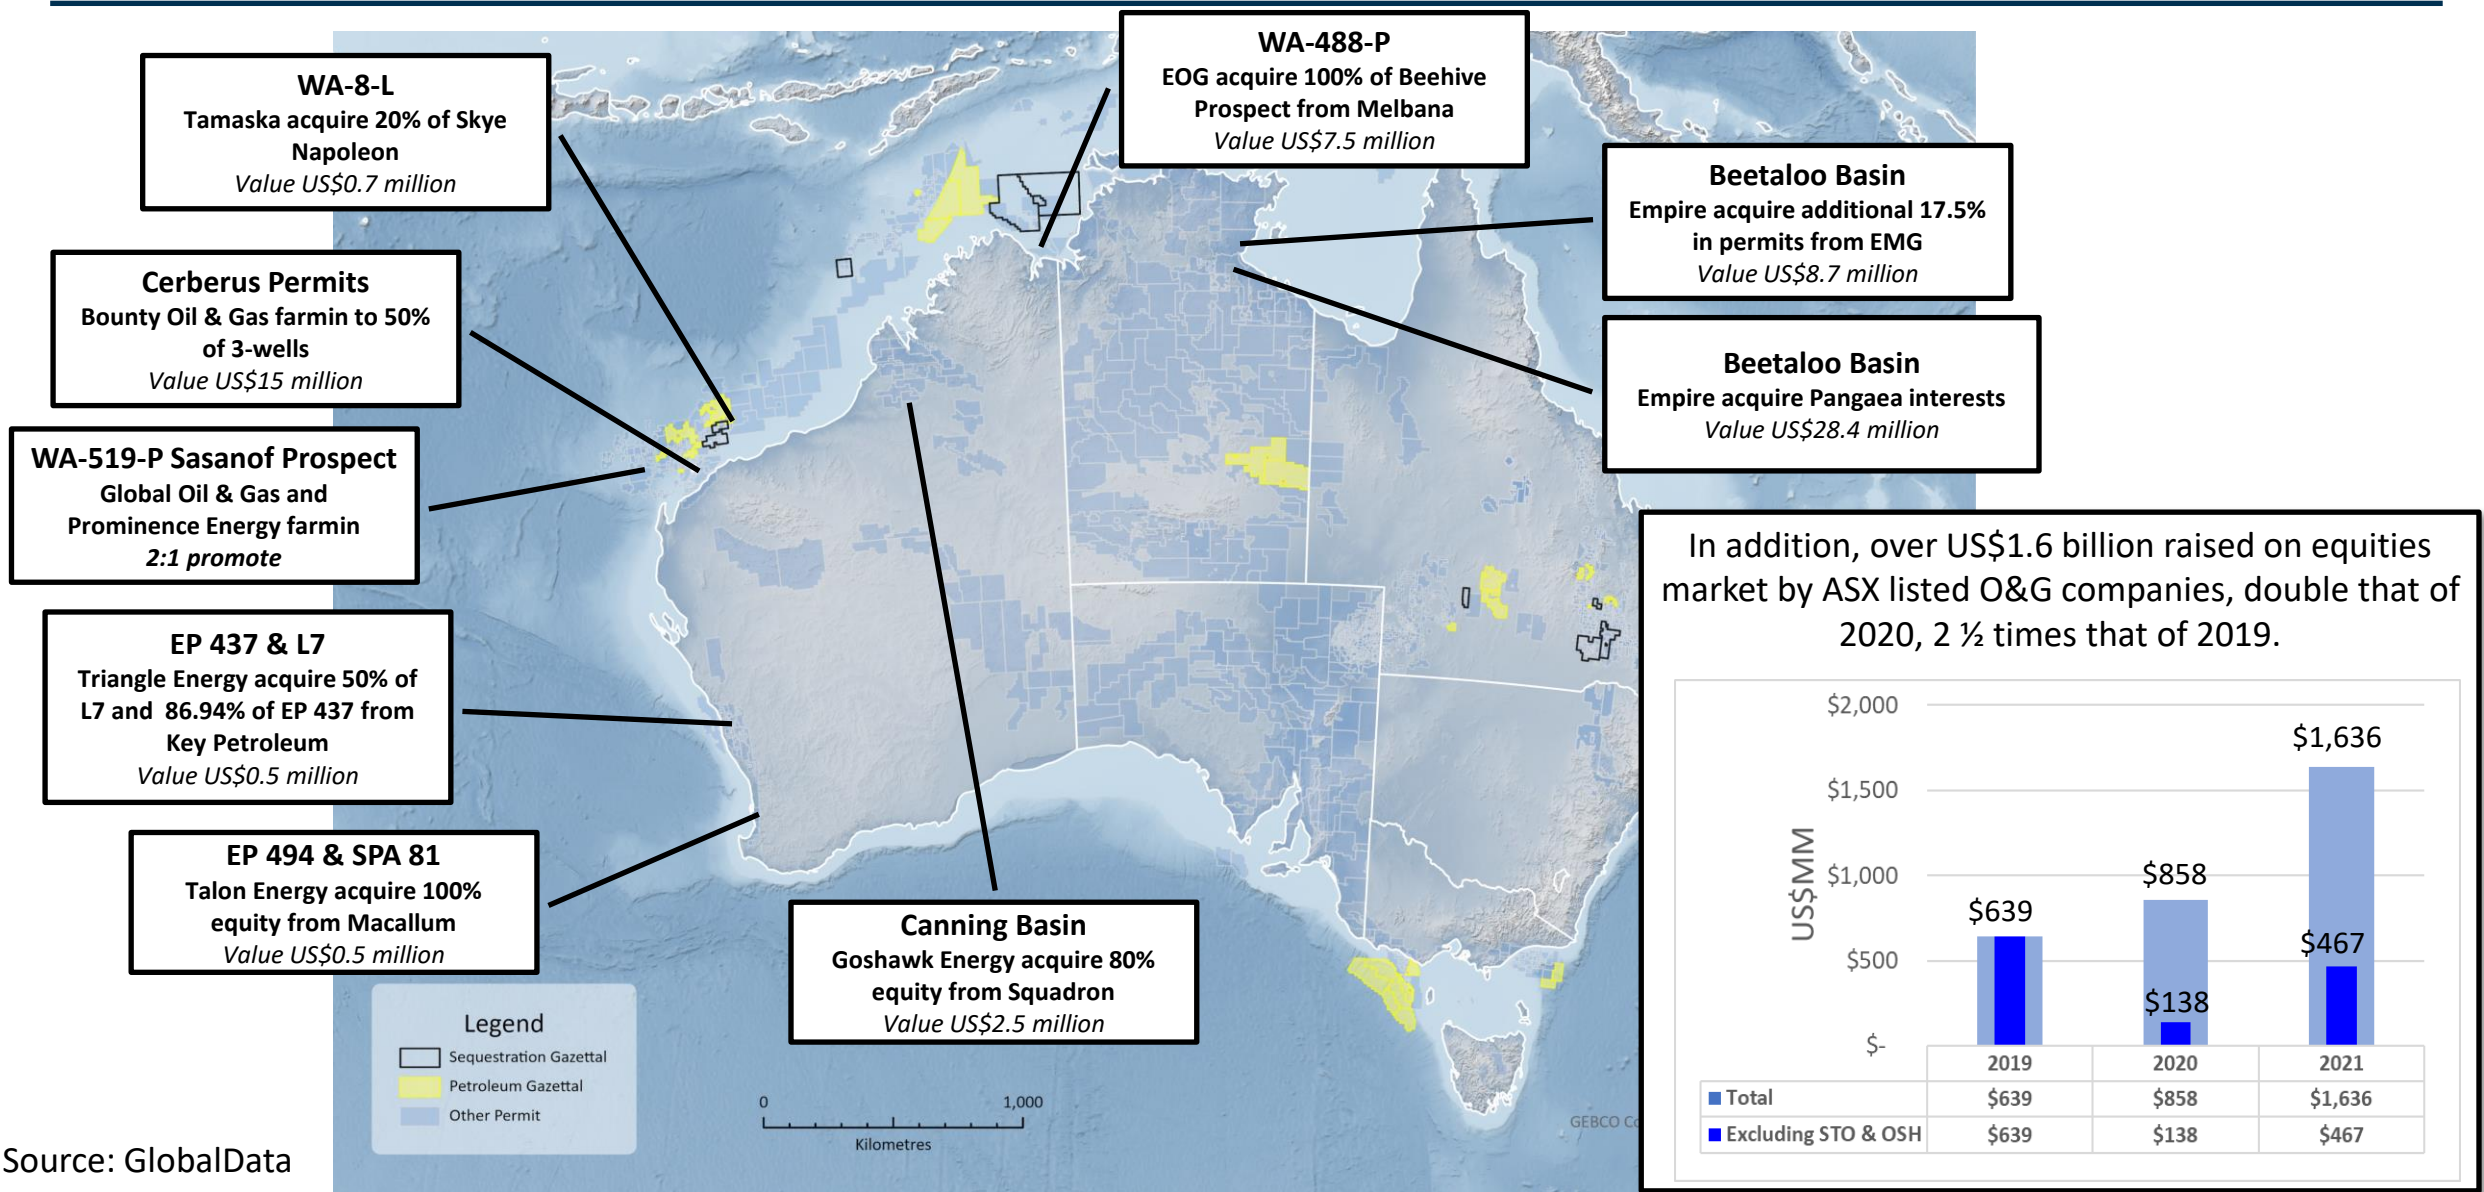 WA-8-L
Tamaska acquire 20% of Skye
Napoleon
Value US$0.7 million
WA-488-P
EOG acquire 100% of Beehive
Prospect from Melbana
Value US$7.5 million
Beetaloo Basin
Empire acquire additional 17.5%
in permits from EMG
Value US$8.7 million
Cerberus Permits
Bounty Oil & Gas farmin to 50%
of 3-wells
Value US$15 million
Beetaloo Basin
Empire acquire Pangaea interests
Value US$28.4 million
WA-519-P Sasanof Prospect
Global Oil & Gas and
Prominence Energy farmin
2:1 promote
EP 437 & L7
Triangle Energy acquire 50% of
L7 and  86.94% of EP 437 from
Key Petroleum
Value US$0.5 million
EP 494 & SPA 81
Talon Energy acquire 100%
equity from Macallum
Value US$0.5 million
Canning Basin
Goshawk Energy acquire 80%
equity from Squadron
Value US$2.5 million
Legend
Sequestration Gazettal
Petroleum Gazettal
Other Permit
0 1,000
Kilometres
GEBCO
Source: GlobalData
In addition, over US$1.6 billion raised on equities
market by ASX listed O&G companies, double that of
2020, 2 ½ times that of 2019.
US$MM
$2,000
$1,500
$1,000
$500
$-
$639
$858
$138
$1,636
$467
2019 2020 2021
Total $639 $858 $1,636
Excluding STO & OSH $639 $138 $467